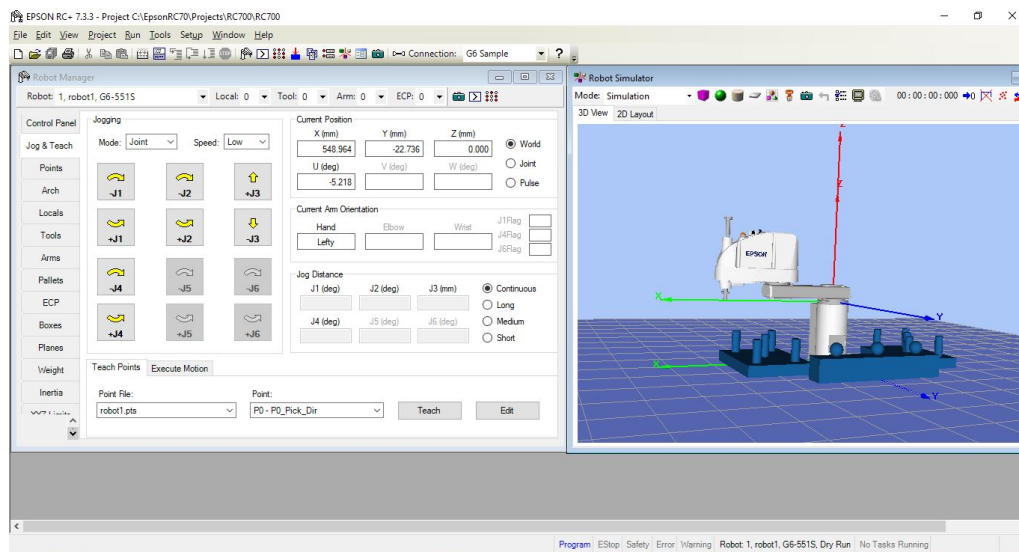 EPSON RC+ 7.3.3 - Project C:\EpsonRC70\Projects\RC700\RC700
File Edit View Project Run Tools Setup Window Help
Connection: G6 Sample ?
Robot Manager
Robot: 1, robot1, G6-551S Local: 0 Tool: 0 Arm: 0 ECP: 0
Control Panel
Jog & Teach
Points
Arch
Locals
Tools
Arms
Pallets
ECP
Boxes
Planes
Weight
Inertia
XYZ Limits
Jogging
Mode: Joint Speed: Low
-J1 -J2 +J3
+J1 +J2 -J3
-J4 -J5 -J6
+J4 +J5 +J6
Current Position
X (mm) Y (mm) Z (mm)
548.964 -22.736 0.000
U (deg) V (deg) W (deg)
-5.218
World
Joint
Pulse
Current Arm Orientation
Hand Elbow Wrist
Lefty
J1Flag
J4Flag
J6Flag
Jog Distance
J1 (deg) J2 (deg) J3 (mm)
J4 (deg) J5 (deg) J6 (deg)
Continuous
Long
Medium
Short
Teach Points Execute Motion
Point File: Point:
robot1.pts P0 - P0_Pick_Dir Teach Edit
Robot Simulator
Mode: Simulation 00:00:00:000
3D View 2D Layout
Z
Z
EPSON
X
Y
X
Y
Program EStop Safety Error Warning Robot: 1, robot1, G6-551S, Dry Run No Tasks Running